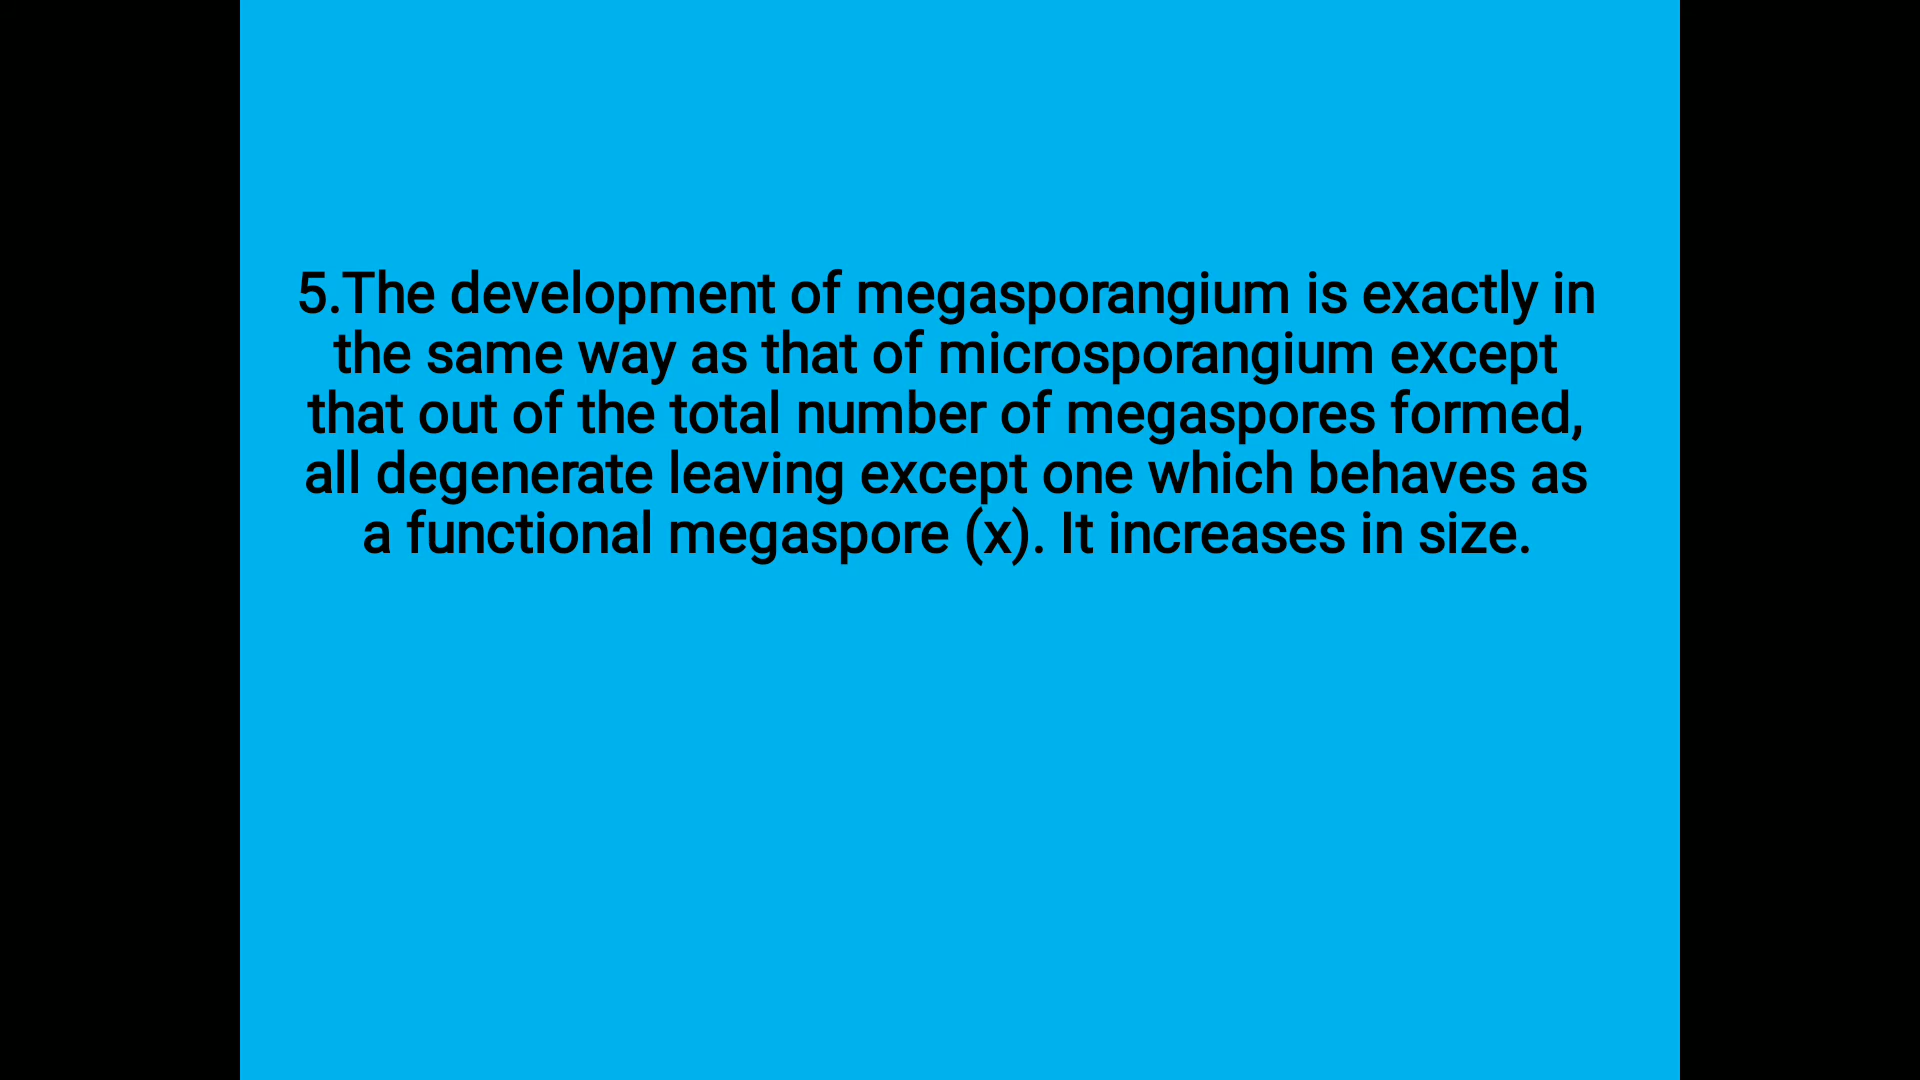 5.The development of megasporangium is exactly in
the same way as that of microsporangium except
that out of the total number of megaspores formed,
all degenerate leaving except one which behaves as
a functional megaspore (x). It increases in size.